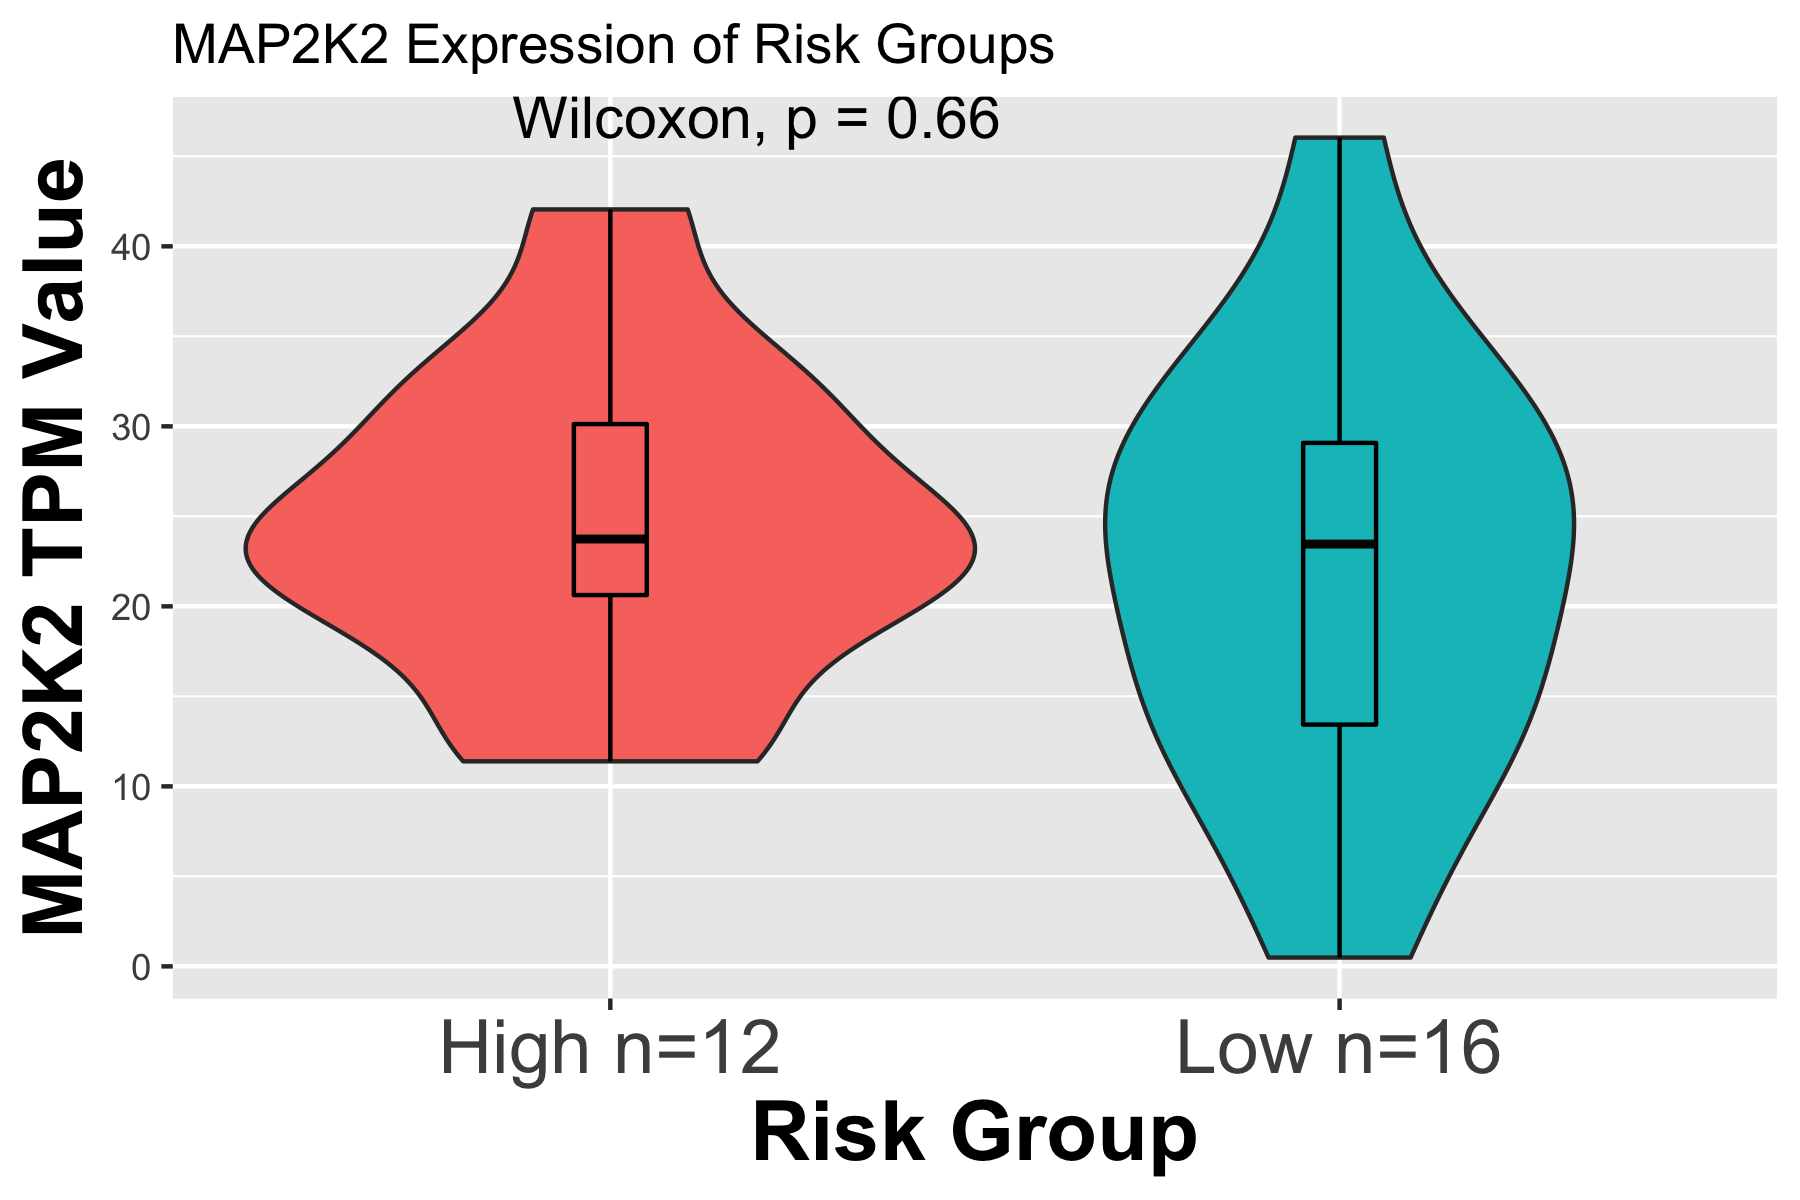 MAP2K2 Expression of Risk Groups
Wilcoxon, p = 0.66
MAP2K2 TPM Value
40
30
20
10
0
High n=12
Low n=16
Risk Group